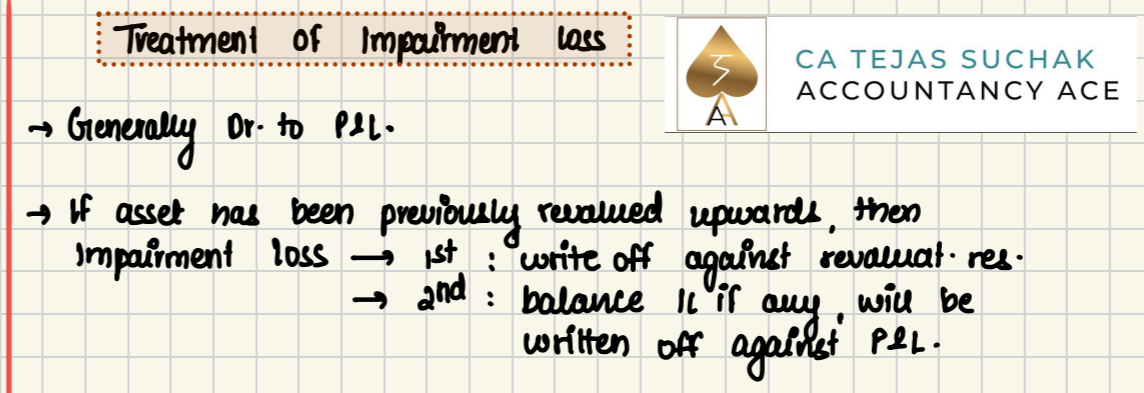 Treatment of Impairment Loss
CA TEJAS SUCHAK
ACCOUNTANCY ACE
→ Generally Dr. to P&L.
→ If asset has been previously revalued upwards, then
Impairment loss → 1st : write off against revaluat. res.
→ 2nd : balance IL if any, will be
written off against P&L.